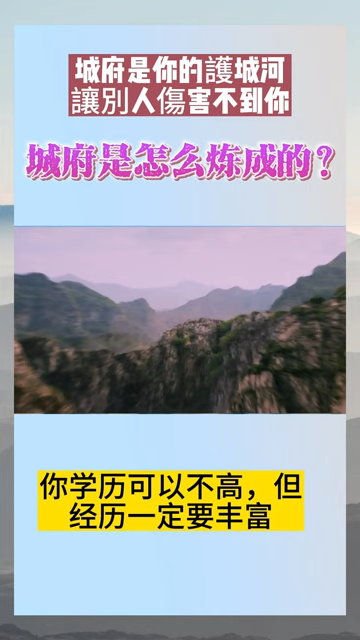 城府是你的護城河
讓別人傷害不到你
城府是怎么炼成的？
你学历可以不高，但
经历一定要丰富